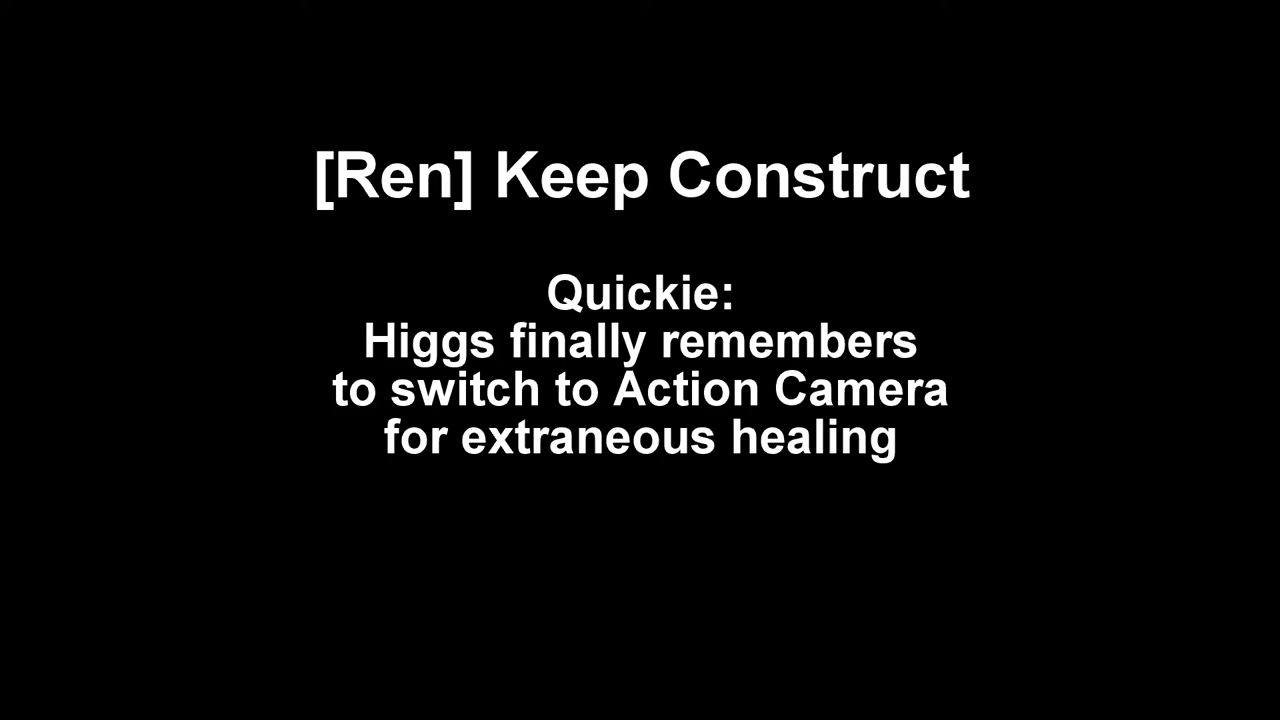 [Ren] Keep Construct
Quickie:
Higgs finally remembers
to switch to Action Camera
for extraneous healing